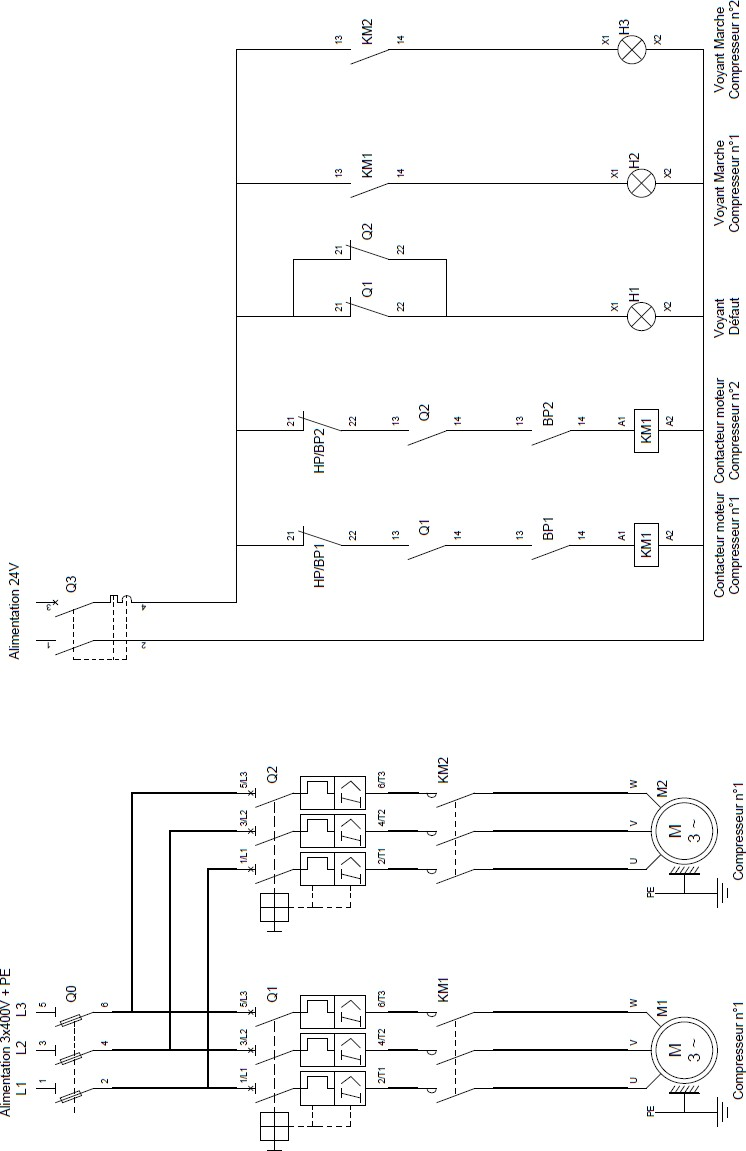 Alimentation 3x400V + PE
L1
L2
L3
1
3
5
Q0
2
4
6
1/L1
3/L2
5/L3
Q1
2/T1
4/T2
6/T3
KM1
U
V
W
PE
M
3 ~
M1
Compresseur n°1
1/L1
3/L2
5/L3
Q2
2/T1
4/T2
6/T3
KM2
U
V
W
PE
M
3 ~
M2
Compresseur n°1
Alimentation 24V
1
3
Q3
2
4
21
HP/BP1
22
13
Q1
14
13
BP1
14
A1
KM1
A2
Contacteur moteur
Compresseur n°1
21
HP/BP2
22
13
Q2
14
13
BP2
14
A1
KM1
A2
Contacteur moteur
Compresseur n°2
21
Q1
22
21
Q2
22
X1
H1
X2
Voyant
Défaut
13
KM1
14
X1
H2
X2
Voyant Marche
Compresseur n°1
13
KM2
14
X1
H3
X2
Voyant Marche
Compresseur n°2